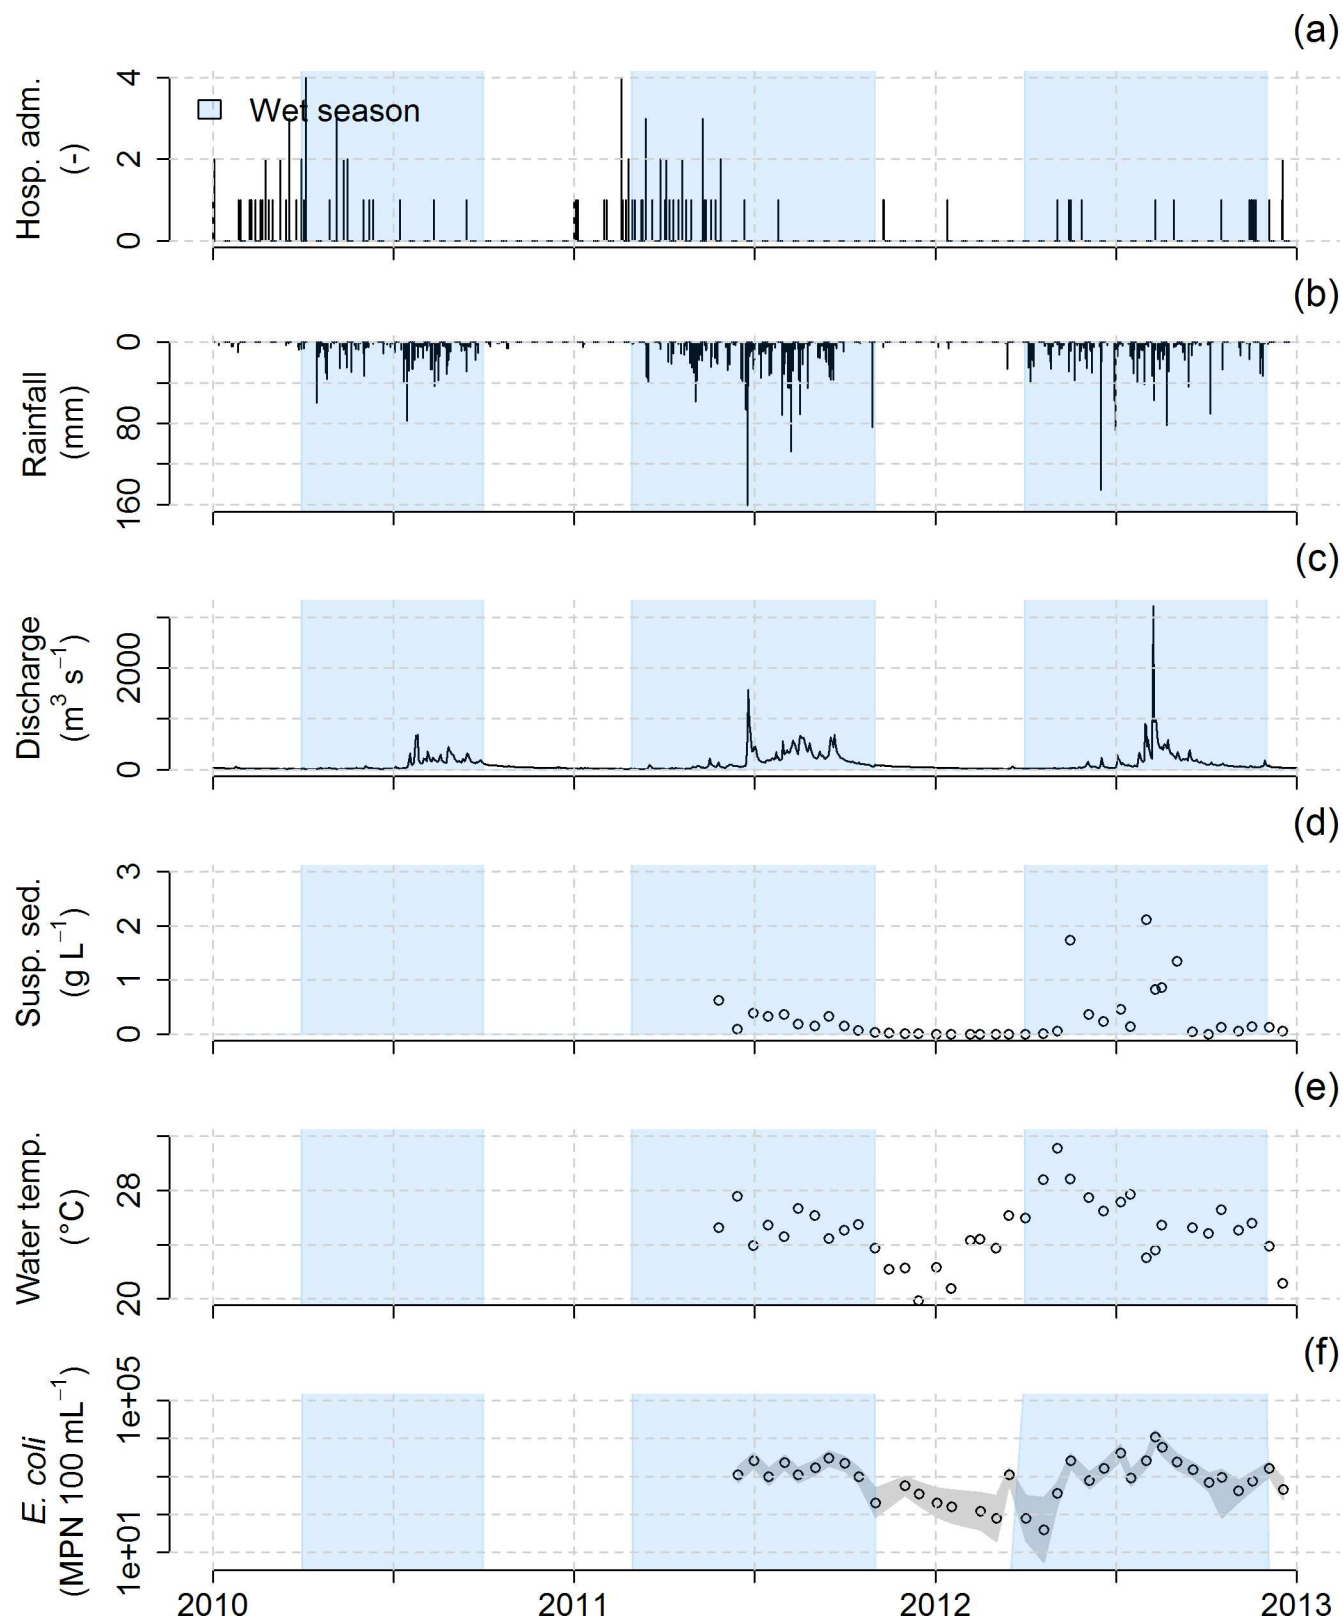 (a)
Hosp. adm.
(-)
4
2
0
Wet season
(b)
Rainfall
(mm)
0
80
160
(c)
Discharge
(m³ s⁻¹)
2000
0
(d)
Susp. sed.
(g L⁻¹)
3
2
1
0
(e)
Water temp.
(°C)
28
20
(f)
E. coli
(MPN 100 mL⁻¹)
1e+05
1e+01
2010
2011
2012
2013